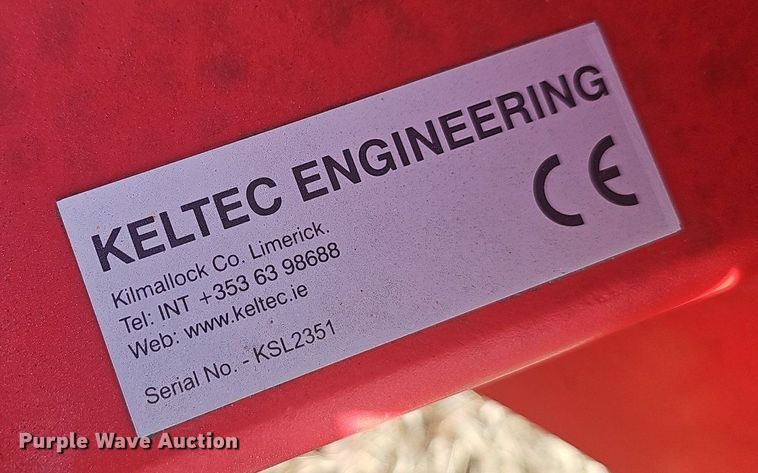 KELTEC ENGINEERING
CE
Kilmallock Co. Limerick.
Tel: INT +353 63 98688
Web: www.keltec.ie
Serial No. - KSL2351
Purple Wave Auction